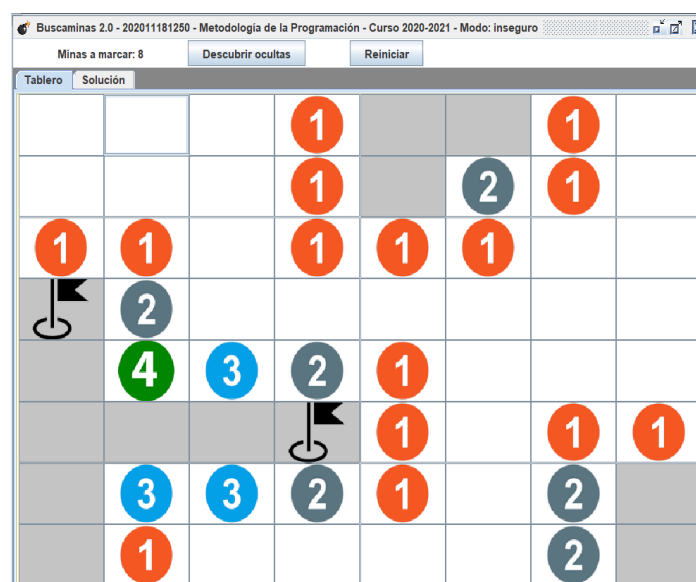 Buscaminas 2.0 - 202011181250 - Metodología de la Programación - Curso 2020-2021 - Modo: inseguro
Minas a marcar: 8 Descubrir ocultas Reiniciar
Tablero Solución
1 1
1 2 1
1 1 1 1 1
2
4 3 2 1
1 1 1
3 3 2 1 2
1 2